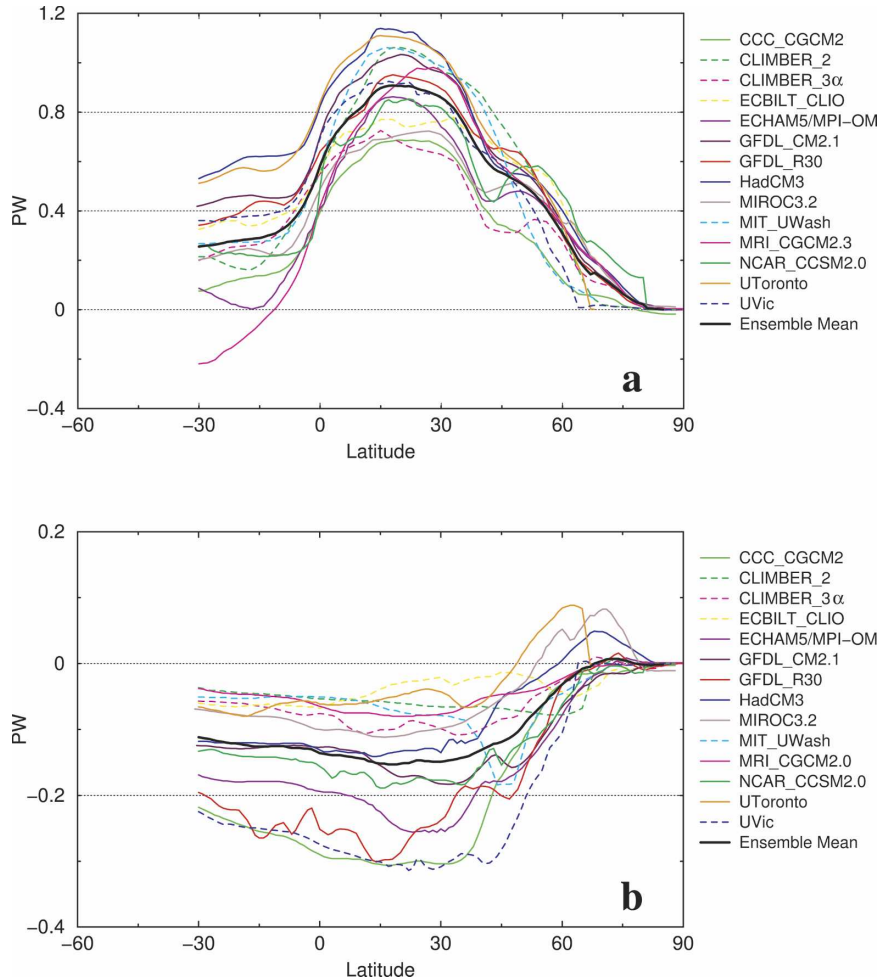 1.2
0.8
0.4
0
−0.4
PW
−60
−30
0
30
60
90
Latitude
a
CCC_CGCM2
CLIMBER_2
CLIMBER_3α
ECBILT_CLIO
ECHAM5/MPI−OM
GFDL_CM2.1
GFDL_R30
HadCM3
MIROC3.2
MIT_UWash
MRI_CGCM2.3
NCAR_CCSM2.0
UToronto
UVic
Ensemble Mean
0.2
0
−0.2
−0.4
PW
−60
−30
0
30
60
90
Latitude
b
CCC_CGCM2
CLIMBER_2
CLIMBER_3α
ECBILT_CLIO
ECHAM5/MPI−OM
GFDL_CM2.1
GFDL_R30
HadCM3
MIROC3.2
MIT_UWash
MRI_CGCM2.0
NCAR_CCSM2.0
UToronto
UVic
Ensemble Mean